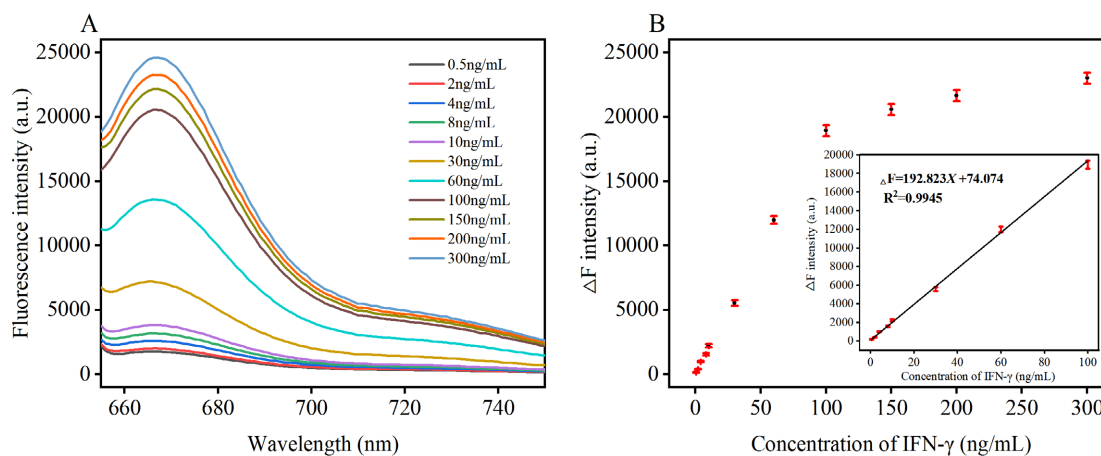 A
25000
20000
15000
10000
5000
0
Fluorescence intensity (a.u.)
660
680
700
720
740
Wavelength (nm)
0.5ng/mL
2ng/mL
4ng/mL
8ng/mL
10ng/mL
30ng/mL
60ng/mL
100ng/mL
150ng/mL
200ng/mL
300ng/mL
B
25000
20000
15000
10000
5000
0
△F intensity (a.u.)
0
50
100
150
200
250
300
Concentration of IFN-γ (ng/mL)
20000
18000
16000
14000
12000
10000
8000
6000
4000
2000
0
△F intensity (a.u.)
△F=192.823X+74.074
R²=0.9945
0
20
40
60
80
100
Concentration of IFN-γ (ng/mL)